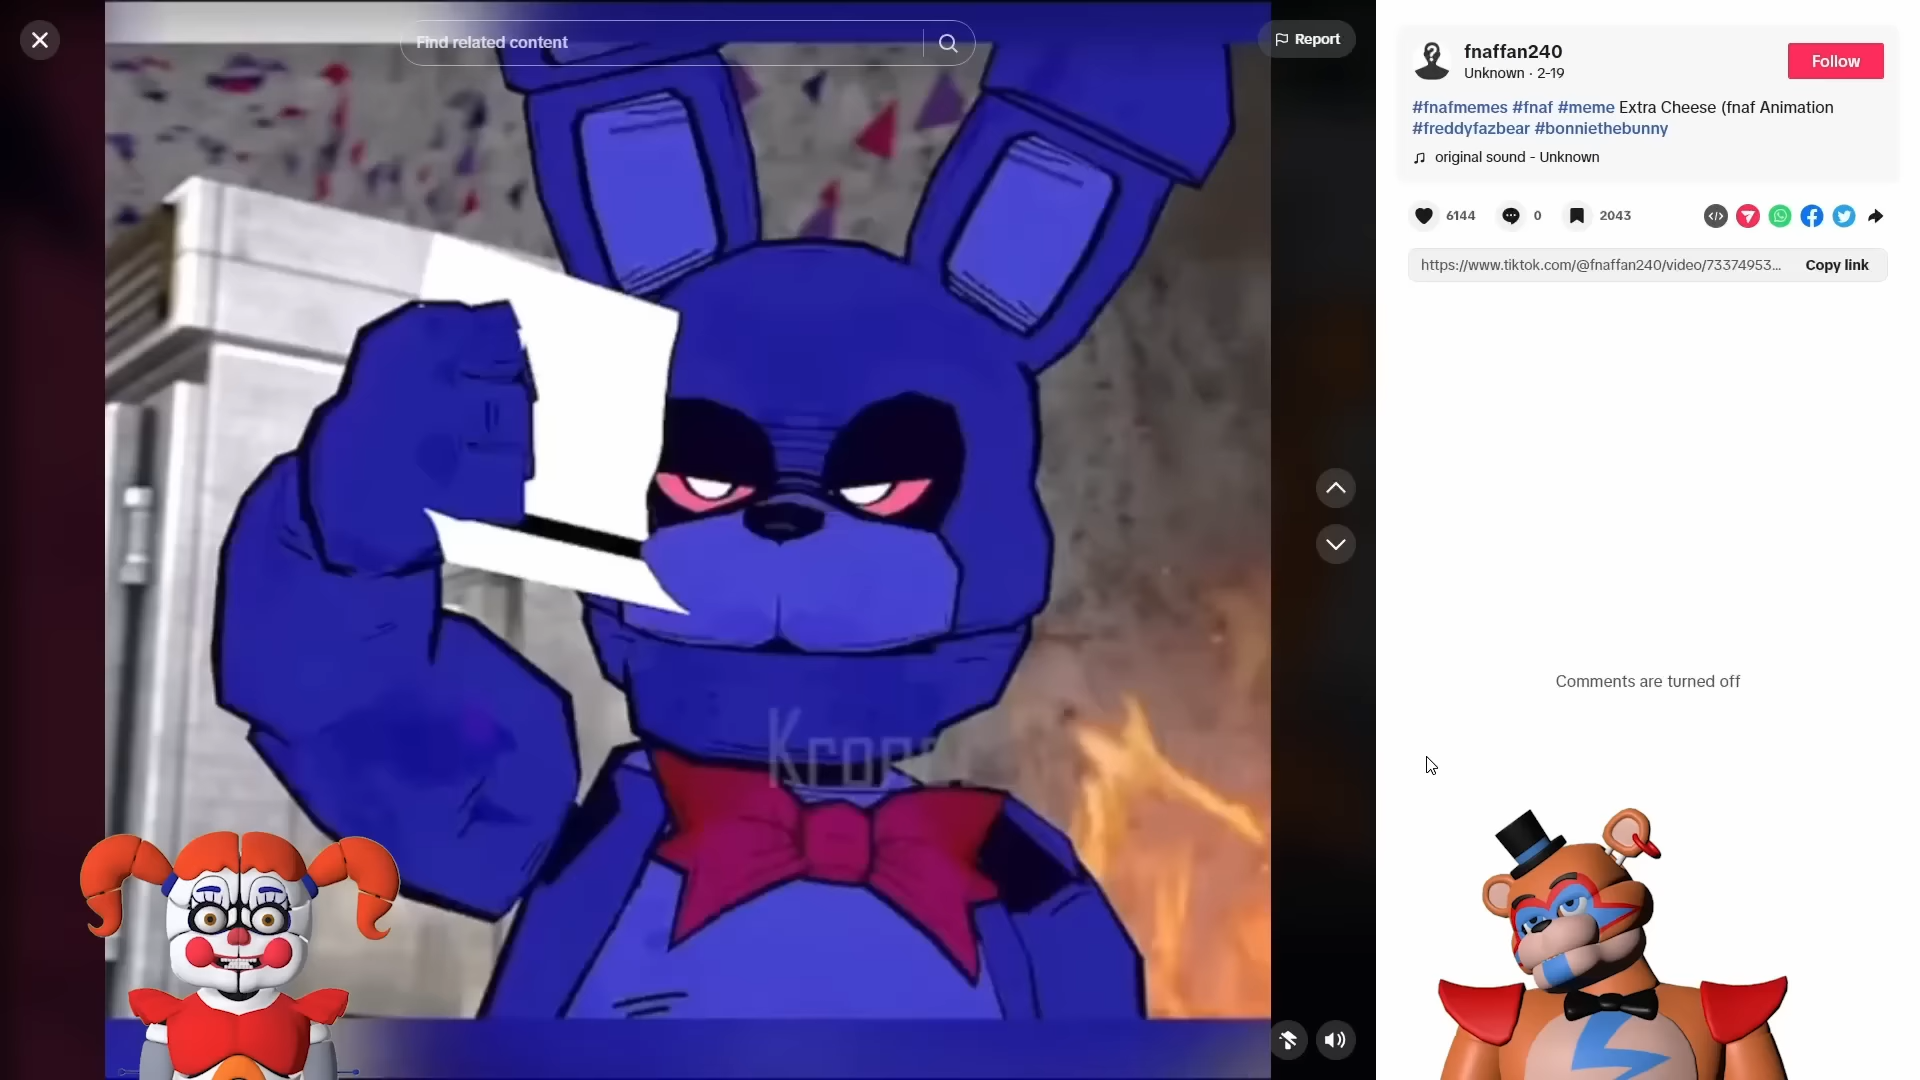 Find related content
Report
fnaffan240
Unknown · 2-19
Follow
#fnafmemes #fnaf #meme Extra Cheese (fnaf Animation
#freddyfazbear #bonniethebunny
original sound - Unknown
6144
0
2043
https://www.tiktok.com/@fnaffan240/video/73374953...
Copy link
Comments are turned off